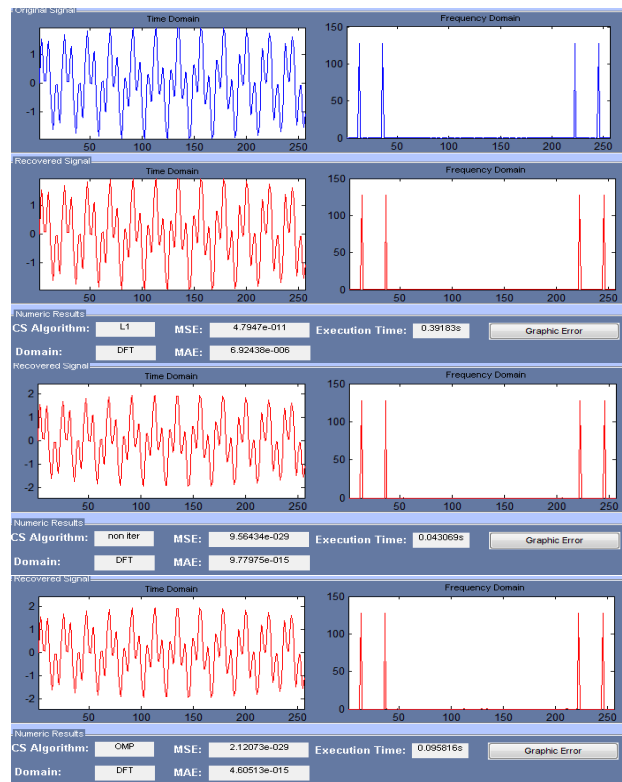 Original Signal
Time Domain
Frequency Domain
1
0
-1
50 100 150 200 250
150
100
50
0
50 100 150 200 250
Recovered Signal
Time Domain
Frequency Domain
1
0
-1
50 100 150 200 250
150
100
50
0
50 100 150 200 250
Numeric Results
CS Algorithm: L1 MSE: 4.7947e-011 Execution Time: 0.39183s Graphic Error
Domain: DFT MAE: 6.92438e-006
Recovered Signal
Time Domain
Frequency Domain
2
1
0
-1
-2
50 100 150 200 250
150
100
50
0
50 100 150 200 250
Numeric Results
CS Algorithm: non iter MSE: 9.56434e-029 Execution Time: 0.043069s Graphic Error
Domain: DFT MAE: 9.77975e-015
Recovered Signal
Time Domain
Frequency Domain
2
1
0
-1
-2
50 100 150 200 250
150
100
50
0
50 100 150 200 250
Numeric Results
CS Algorithm: OMP MSE: 2.12073e-029 Execution Time: 0.095816s Graphic Error
Domain: DFT MAE: 4.60513e-015